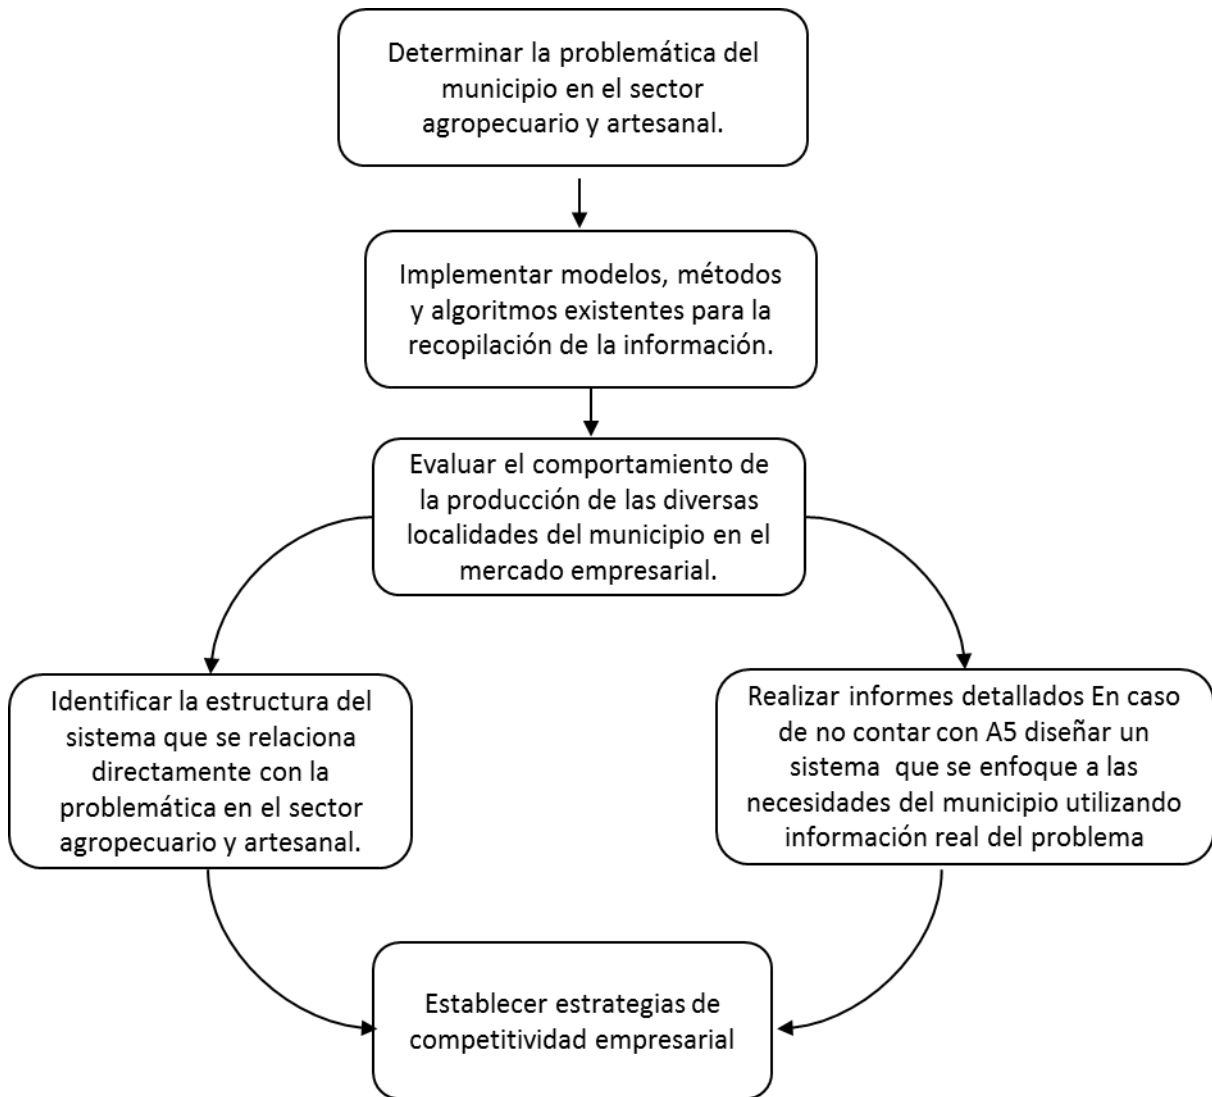 Determinar la problemática del
municipio en el sector
agropecuario y artesanal.
Implementar modelos, métodos
y algoritmos existentes para la
recopilación de la información.
Evaluar el comportamiento de
la producción de las diversas
localidades del municipio en el
mercado empresarial.
Identificar la estructura del
sistema que se relaciona
directamente con la
problemática en el sector
agropecuario y artesanal.
Realizar informes detallados En caso
de no contar con A5 diseñar un
sistema  que se enfoque a las
necesidades del municipio utilizando
información real del problema
Establecer estrategias de
competitividad empresarial